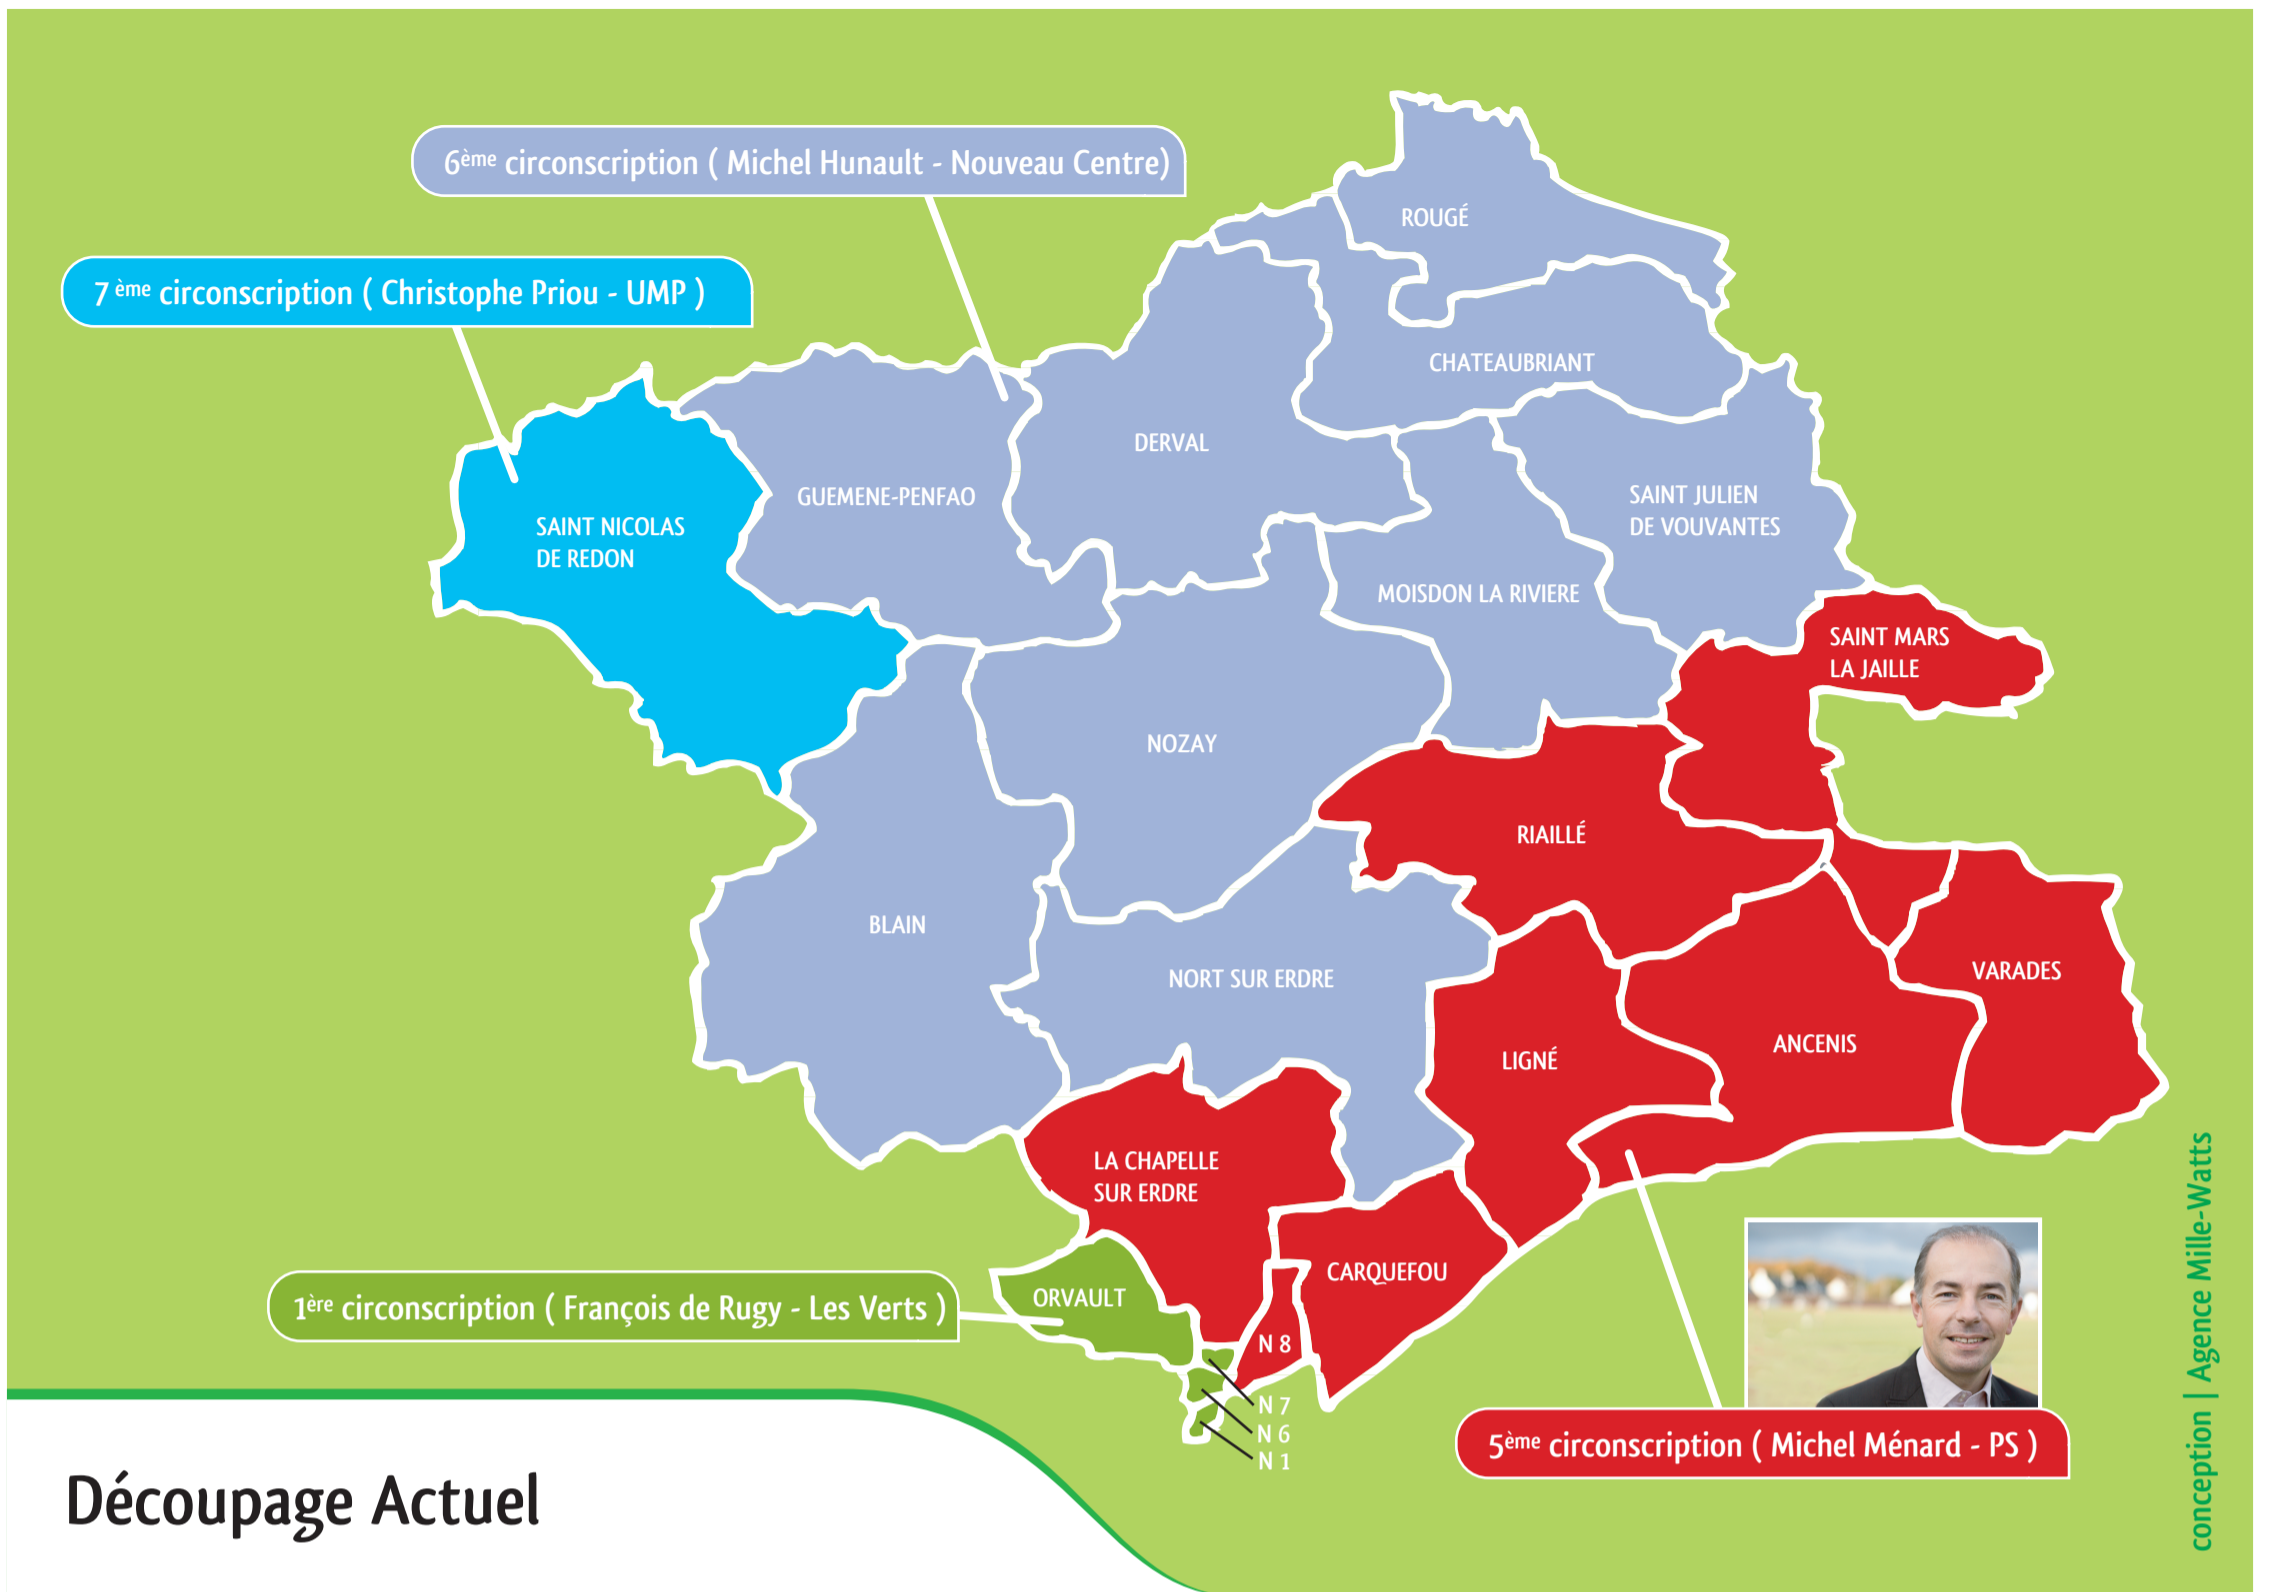 6ème circonscription ( Michel Hunault - Nouveau Centre)
7 ème circonscription ( Christophe Priou - UMP )
ROUGÉ
CHATEAUBRIANT
DERVAL
GUEMENE-PENFAO
SAINT NICOLAS
DE REDON
SAINT JULIEN
DE VOUVANTES
MOISDON LA RIVIERE
SAINT MARS
LA JAILLE
NOZAY
RIAILLÉ
BLAIN
NORT SUR ERDRE
VARADES
ANCENIS
LIGNÉ
LA CHAPELLE
SUR ERDRE
CARQUEFOU
ORVAULT
1ère circonscription ( François de Rugy - Les Verts )
N 8
N 7
N 6
N 1
5ème circonscription ( Michel Ménard - PS )
Découpage Actuel
conception | Agence Mille-Watts